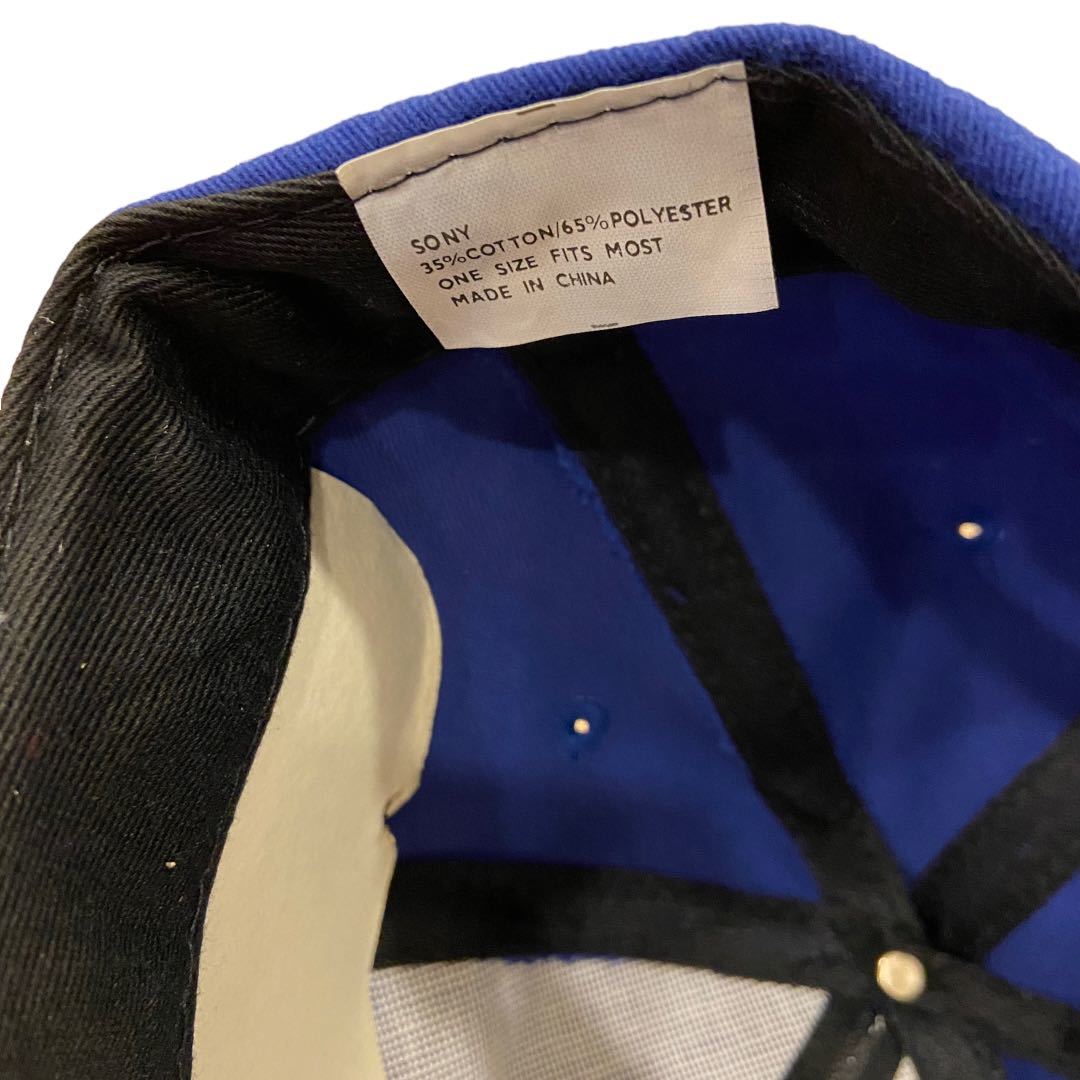 SONY
35%COTTON/65%POLYESTER
ONE SIZE FITS MOST
MADE IN CHINA